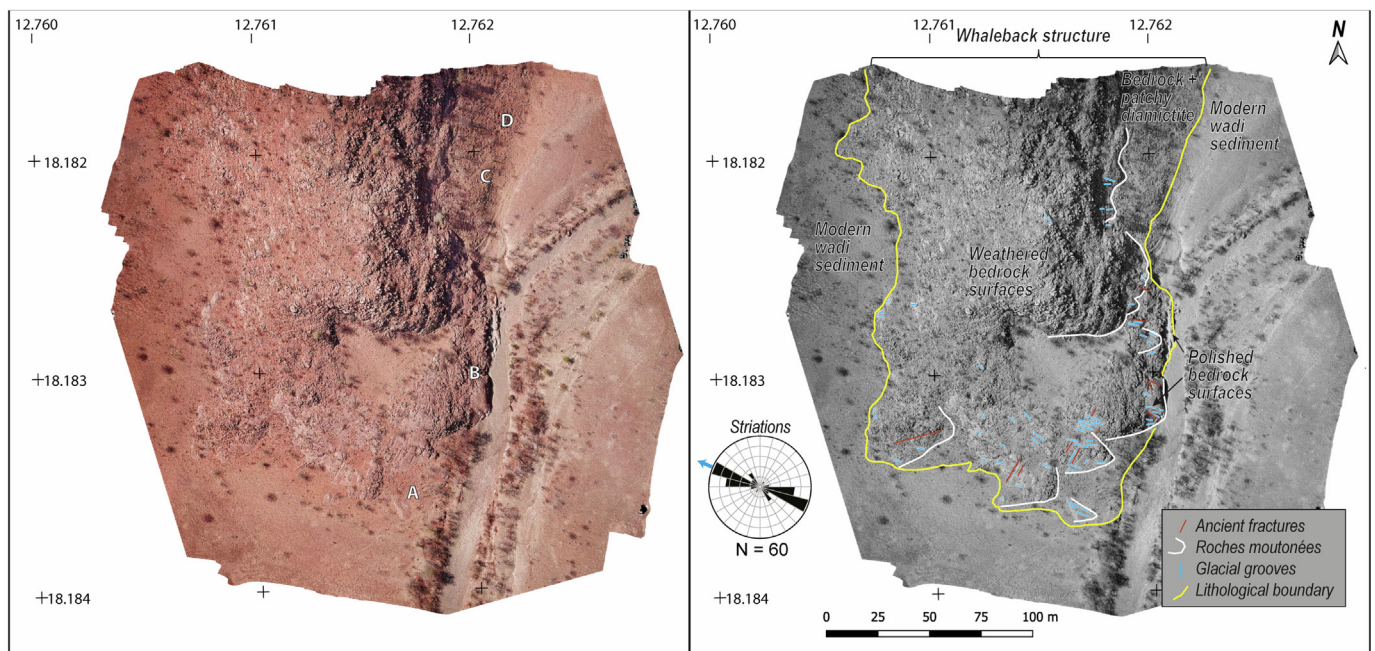 12.760
12.761
12.762
+18.182
+18.183
+18.184
D
C
B
A
12.760
12.761
12.762
Whaleback structure
N
Bedrock +
patchy
diamictite
Modern
wadi
sediment
+18.182
Modern
wadi
sediment
Weathered
bedrock
surfaces
+18.183
Polished
bedrock
surfaces
Striations
N = 60
Ancient fractures
Roches moutonées
Glacial grooves
Lithological boundary
+18.184
0 25 50 75 100 m